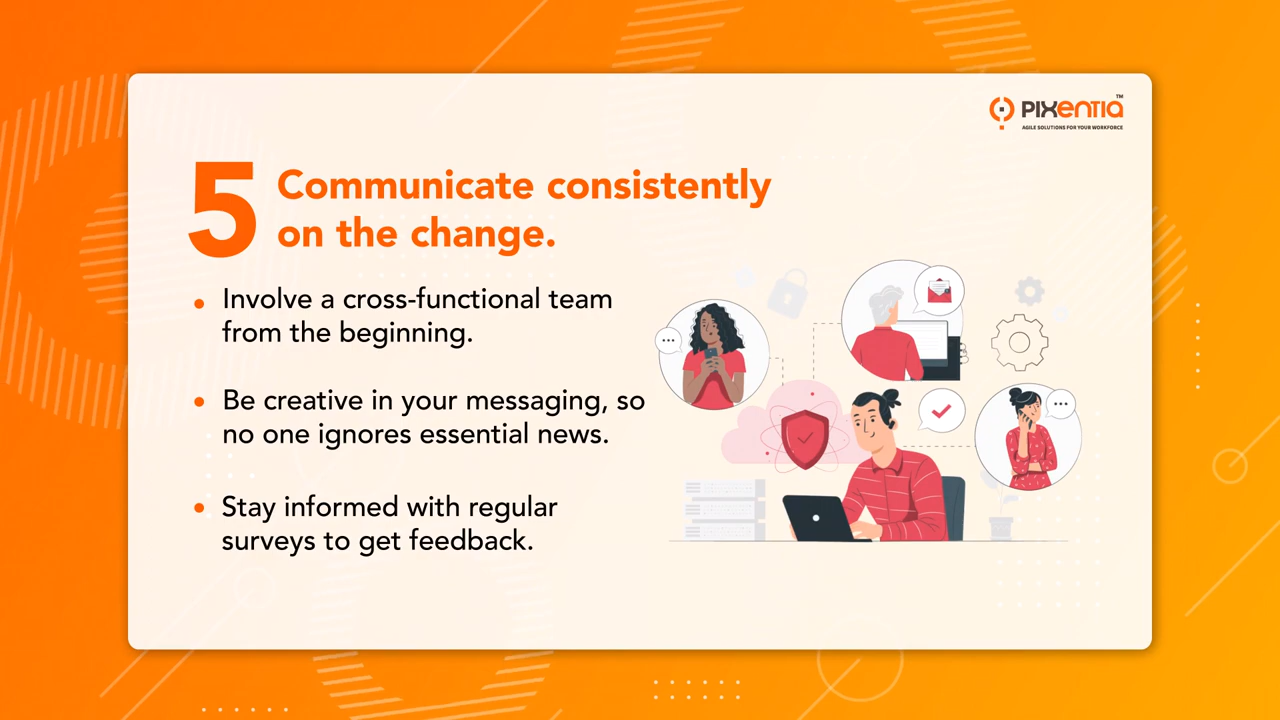 PIXENTIA™
AGILE SOLUTIONS FOR YOUR WORKFORCE
5
Communicate consistently
on the change.
• Involve a cross-functional team
from the beginning.
• Be creative in your messaging, so
no one ignores essential news.
• Stay informed with regular
surveys to get feedback.